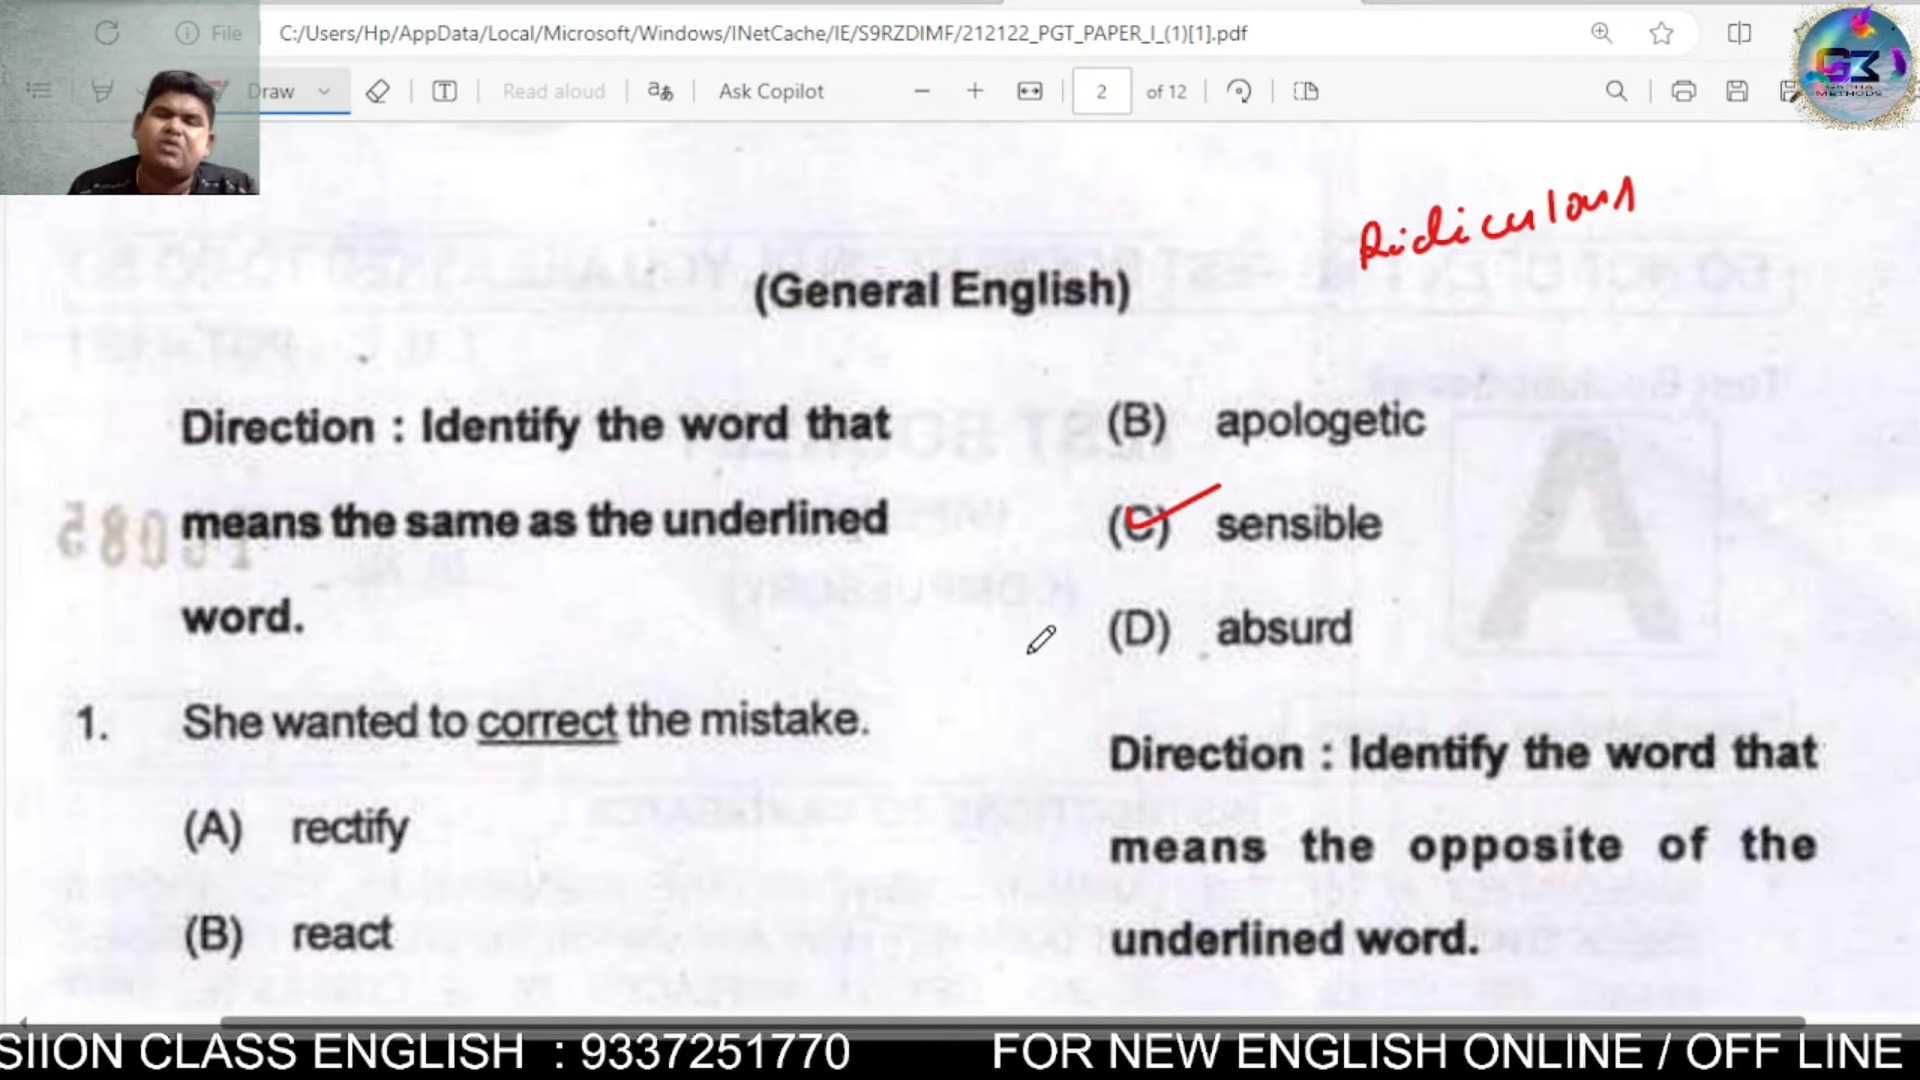 File
C:/Users/Hp/AppData/Local/Microsoft/Windows/INetCache/IE/S9RZDIMF/212122_PGT_PAPER_I_(1)[1].pdf
Draw
Read aloud
Ask Copilot
2
of 12
G3
METHODS
Ridiculous
(General English)
Direction : Identify the word that
means the same as the underlined
word.
1. She wanted to correct the mistake.
(A) rectify
(B) react
(B) apologetic
(C) sensible
(D) absurd
Direction : Identify the word that
means the opposite of the
underlined word.
SIION CLASS ENGLISH : 9337251770
FOR NEW ENGLISH ONLINE / OFF LINE